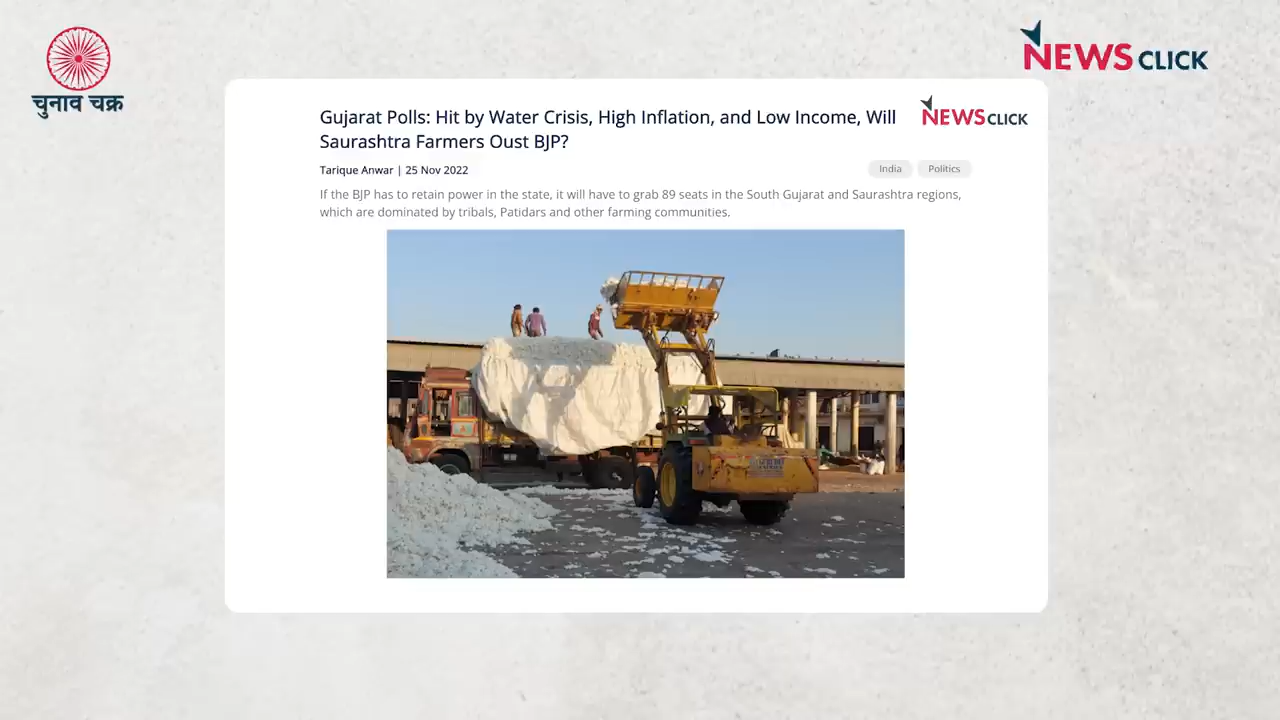 चुनाव चक्र
NEWS CLICK
Gujarat Polls: Hit by Water Crisis, High Inflation, and Low Income, Will
Saurashtra Farmers Oust BJP?
NEWS CLICK
Tarique Anwar | 25 Nov 2022
India
Politics
If the BJP has to retain power in the state, it will have to grab 89 seats in the South Gujarat and Saurashtra regions,
which are dominated by tribals, Patidars and other farming communities.